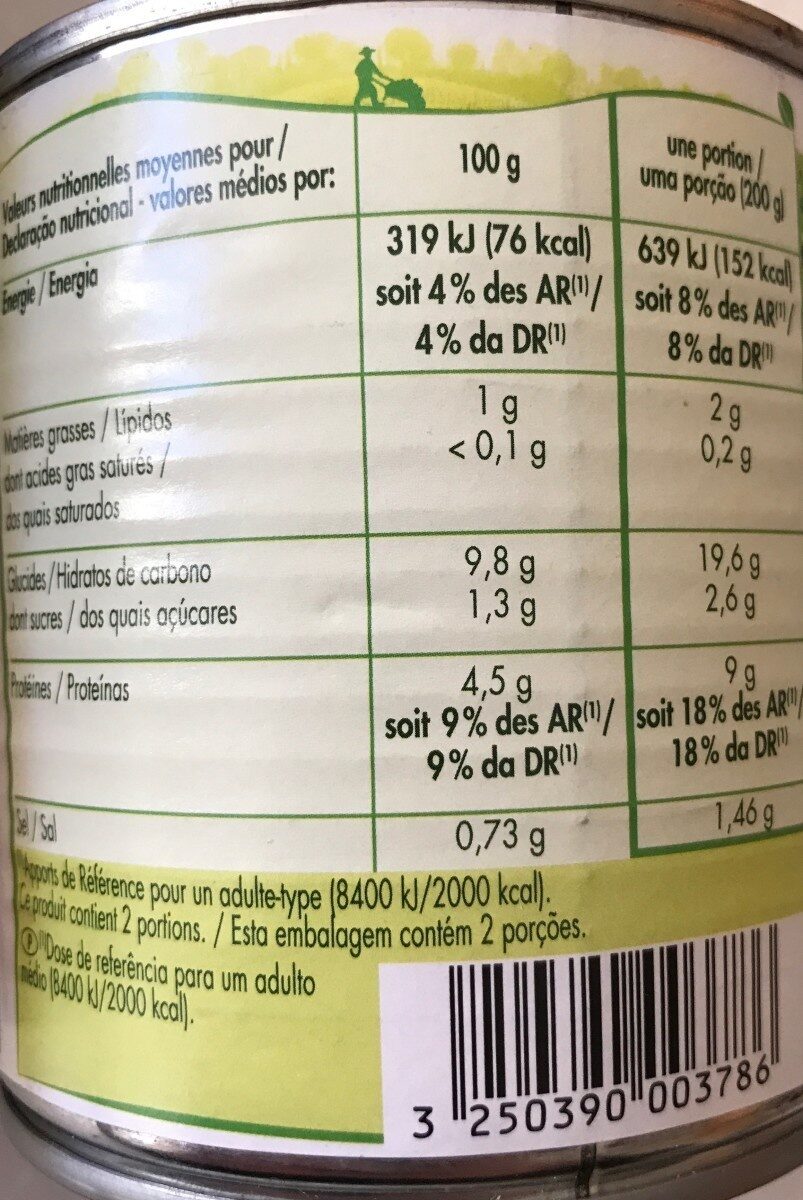 Valeurs nutritionnelles moyennes pour /
Declaração nutricional - valores médios por:
100 g
une portion /
uma porção (200 g)
Énergie / Energia
319 kJ (76 kcal)
soit 4% des AR(1)/
4% da DR(1)
639 kJ (152 kcal)
soit 8% des AR(1)/
8% da DR(1)
Matières grasses / Lípidos
dont acides gras saturés /
dos quais saturados
1 g
< 0,1 g
2 g
0,2 g
Glucides / Hidratos de carbono
dont sucres / dos quais açúcares
9,8 g
1,3 g
19,6 g
2,6 g
Protéines / Proteínas
4,5 g
soit 9% des AR(1)/
9% da DR(1)
9 g
soit 18% des AR(1)/
18% da DR(1)
Sel / Sal
0,73 g
1,46 g
(1)Apports de Référence pour un adulte-type (8400 kJ/2000 kcal).
Ce produit contient 2 portions. / Esta embalagem contém 2 porções.
(P) (1)Dose de referência para um adulto
médio (8400 kJ/2000 kcal).
3 250390 003786